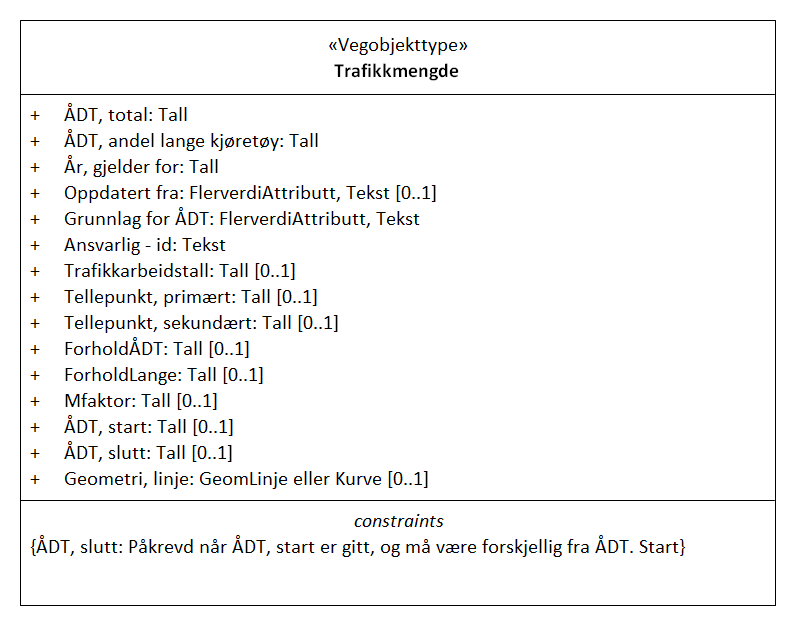 «Vegobjekttype»
Trafikkmengde
+ ÅDT, total: Tall
+ ÅDT, andel lange kjøretøy: Tall
+ År, gjelder for: Tall
+ Oppdatert fra: FlerverdiAttributt, Tekst [0..1]
+ Grunnlag for ÅDT: FlerverdiAttributt, Tekst
+ Ansvarlig - id: Tekst
+ Trafikkarbeidstall: Tall [0..1]
+ Tellepunkt, primært: Tall [0..1]
+ Tellepunkt, sekundært: Tall [0..1]
+ ForholdÅDT: Tall [0..1]
+ ForholdLange: Tall [0..1]
+ Mfaktor: Tall [0..1]
+ ÅDT, start: Tall [0..1]
+ ÅDT, slutt: Tall [0..1]
+ Geometri, linje: GeomLinje eller Kurve [0..1]
constraints
{ÅDT, slutt: Påkrevd når ÅDT, start er gitt, og må være forskjellig fra ÅDT. Start}